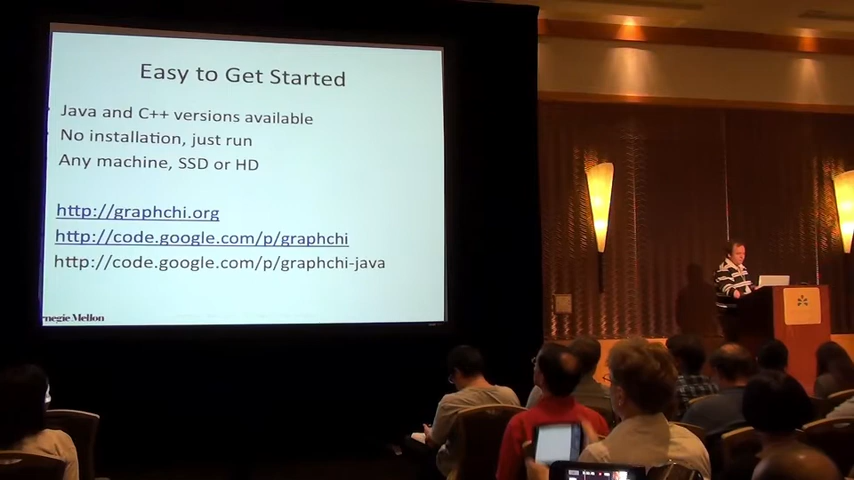 Easy to Get Started
Java and C++ versions available
No installation, just run
Any machine, SSD or HD
http://graphchi.org
http://code.google.com/p/graphchi
http://code.google.com/p/graphchi-java
rnegie Mellon